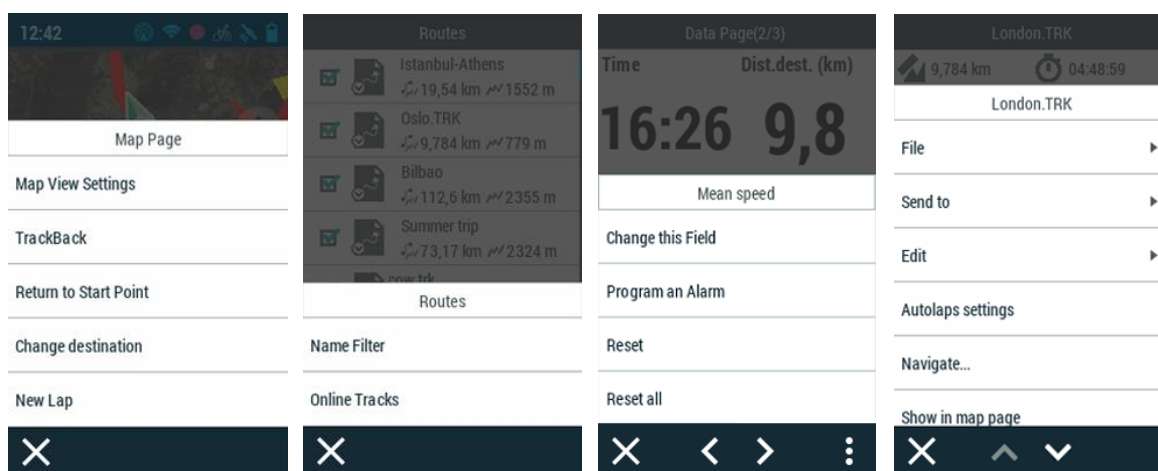 12:42
Map Page
Map View Settings
TrackBack
Return to Start Point
Change destination
New Lap
Routes
Istanbul-Athens
19,54 km 1552 m
Oslo.TRK
9,784 km 779 m
Bilbao
112,6 km 2355 m
Summer trip
73,17 km 2324 m
cow.trk
Routes
Name Filter
Online Tracks
Data Page(2/3)
Time Dist.dest. (km)
16:26 9,8
Mean speed
Change this Field
Program an Alarm
Reset
Reset all
London.TRK
9,784 km 04:48:59
London.TRK
File
Send to
Edit
Autolaps settings
Navigate...
Show in map page